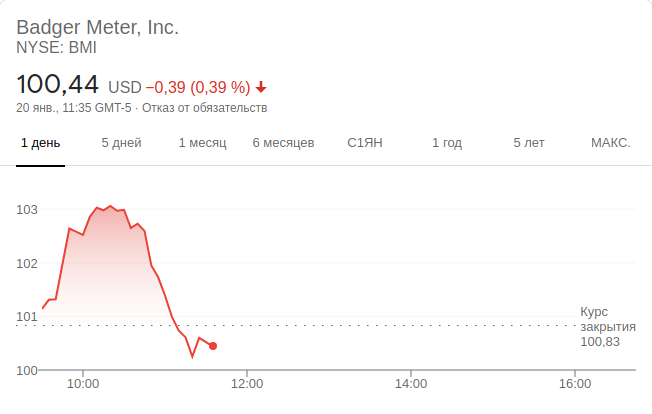 Badger Meter, Inc.
NYSE: BMI
100,44 USD −0,39 (0,39 %)
20 янв., 11:35 GMT-5 · Отказ от обязательств
1 день 5 дней 1 месяц 6 месяцев С1ЯН 1 год 5 лет МАКС.
103
102
101
Курс
закрытия
100,83
100
10:00 12:00 14:00 16:00